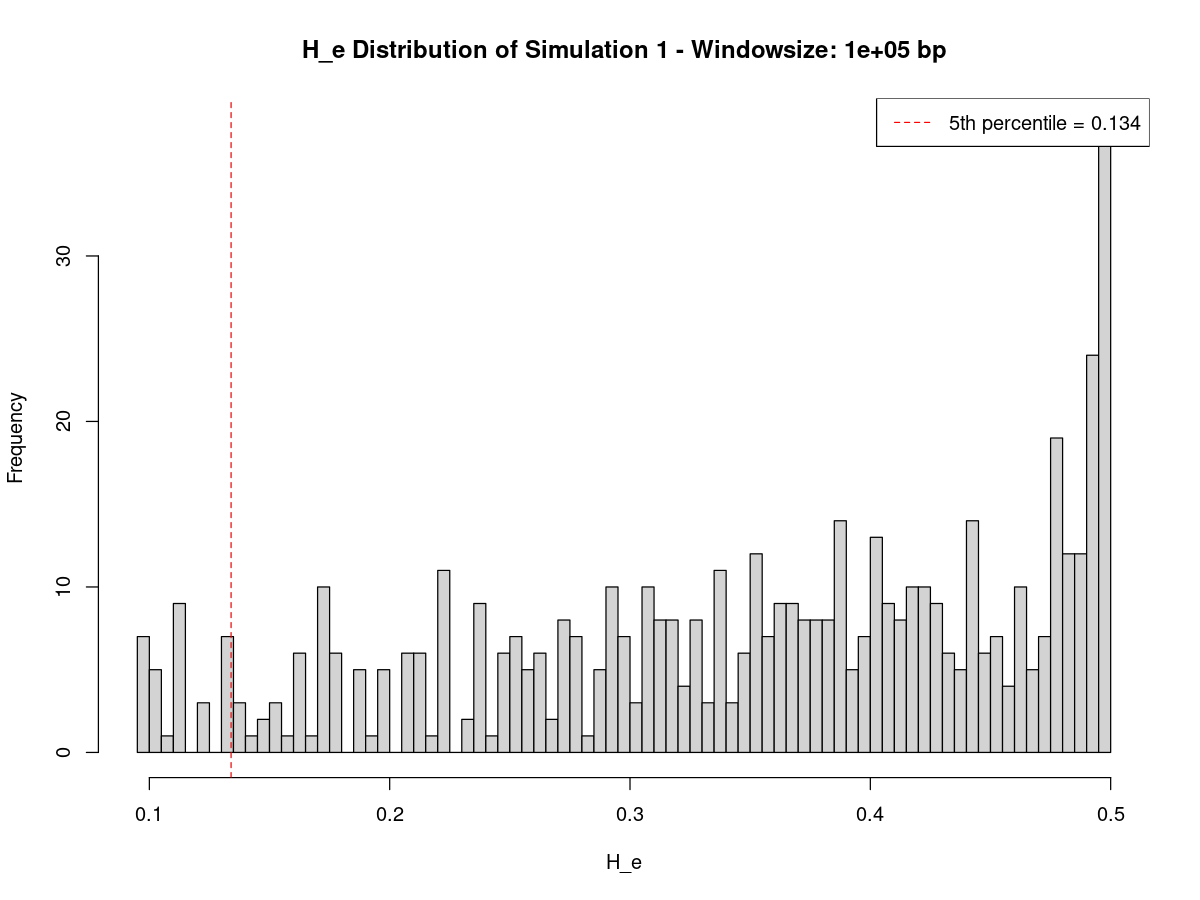 H_e Distribution of Simulation 1 - Windowsize: 1e+05 bp
5th percentile = 0.134
30
20
10
0
Frequency
0.1 0.2 0.3 0.4 0.5
H_e